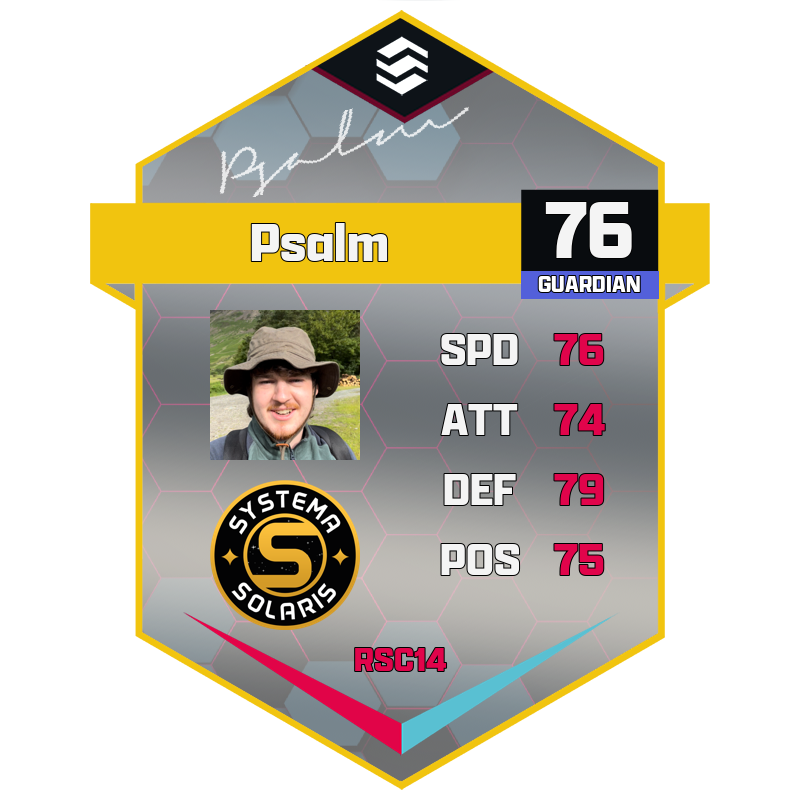 Psalm
Psalm
76
GUARDIAN
SPD 76
ATT 74
DEF 79
POS 75
SYSTEMA
S
SOLARIS
RSC14